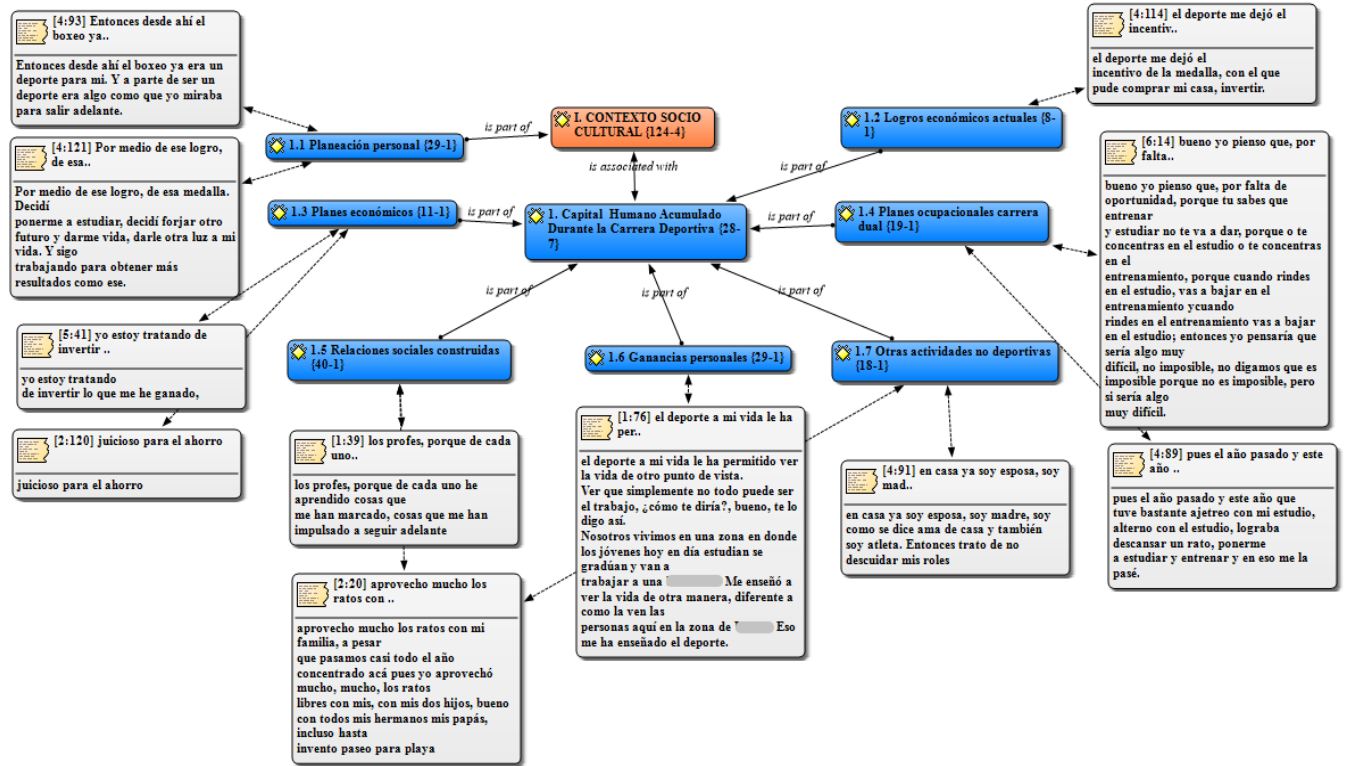 [4:93] Entonces desde ahí el
boxeo ya..
Entonces desde ahí el boxeo ya era un
deporte para mi. Y a parte de ser un
deporte era algo como que yo miraba
para salir adelante.
[4:114] el deporte me dejó el
incentiv..
el deporte me dejó el
incentivo de la medalla, con el que
pude comprar mi casa, invertir.
I. CONTEXTO SOCIO
CULTURAL {124-4}
1.2 Logros económicos actuales {8-
1}
is part of
1.1 Planeación personal {29-1}
is associated with
is part of
[4:121] Por medio de ese logro,
de esa..
Por medio de ese logro, de esa medalla.
Decidí
ponerme a estudiar, decidí forjar otro
futuro y darme vida, darle otra luz a mi
vida. Y sigo
trabajando para obtener más
resultados como ese.
[6:14] bueno yo pienso que, por
falta..
bueno yo pienso que, por falta de
oportunidad, porque tu sabes que
entrenar
y estudiar no te va a dar, porque o te
concentras en el estudio o te concentras
en el
entrenamiento, porque cuando rindes
en el estudio, vas a bajar en el
entrenamiento ycuando
rindes en el entrenamiento vas a bajar
en el estudio; entonces yo pensaría que
sería algo muy
difícil, no imposible, no digamos que es
imposible porque no es imposible, pero
si sería algo
muy difícil.
1.3 Planes económicos {11-1}
is part of
1. Capital Humano Acumulado
Durante la Carrera Deportiva {28-
7}
is part of
1.4 Planes ocupacionales carrera
dual {19-1}
is part of
is part of
is part of
[5:41] yo estoy tratando de
invertir ..
yo estoy tratando
de invertir lo que me he ganado,
1.5 Relaciones sociales construidas
{40-1}
1.6 Ganancias personales {29-1}
1.7 Otras actividades no deportivas
{18-1}
[2:120] juicioso para el ahorro
juicioso para el ahorro
[1:39] los profes, porque de cada
uno..
los profes, porque de cada uno he
aprendido cosas que
me han marcado, cosas que me han
impulsado a seguir adelante
[1:76] el deporte a mi vida le ha
per..
el deporte a mi vida le ha permitido ver
la vida de otro punto de vista.
Ver que simplemente no todo puede ser
el trabajo, ¿cómo te diría?, bueno, te lo
digo así.
Nosotros vivimos en una zona en donde
los jóvenes hoy en día estudian se
gradúan y van a
trabajar a una Me enseñó a
ver la vida de otra manera, diferente a
como la ven las
personas aquí en la zona de Eso
me ha enseñado el deporte.
[4:91] en casa ya soy esposa, soy
mad..
en casa ya soy esposa, soy madre, soy
como se dice ama de casa y también
soy atleta. Entonces trato de no
descuidar mis roles
[4:89] pues el año pasado y este
año ..
pues el año pasado y este año que
tuve bastante ajetreo con mi estudio,
alterno con el estudio, lograba
descansar un rato, ponerme
a estudiar y entrenar y en eso me la
pasé.
[2:20] aprovecho mucho los
ratos con ..
aprovecho mucho los ratos con mi
familia, a pesar
que pasamos casi todo el año
concentrado acá pues yo aprovechó
mucho, mucho, los ratos
libres con mis, con mis dos hijos, bueno
con todos mis hermanos mis papás,
incluso hasta
invento paseo para playa